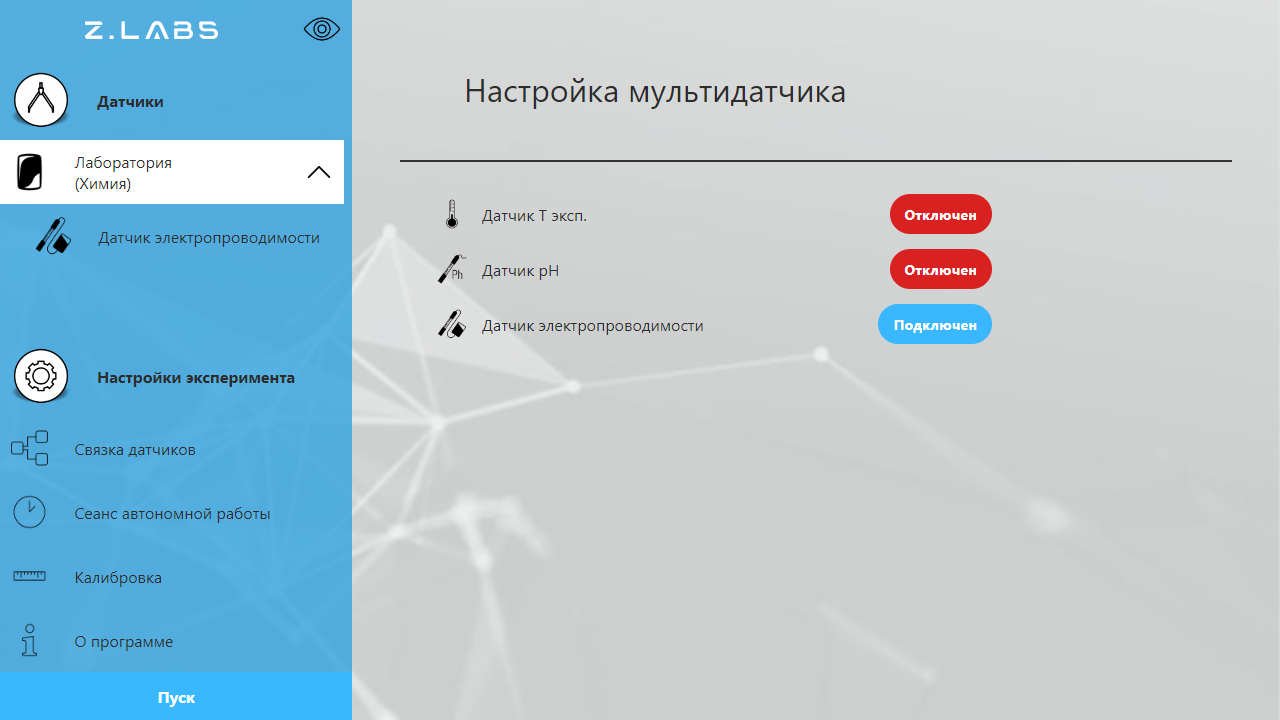 Z.LABS
Датчики
Лаборатория
(Химия)
Датчик электропроводимости
Настройки эксперимента
Связка датчиков
Сеанс автономной работы
Калибровка
О программе
Пуск
Настройка мультидатчика
Датчик Т эксп.
Отключен
Ph
Датчик pH
Отключен
Датчик электропроводимости
Подключен